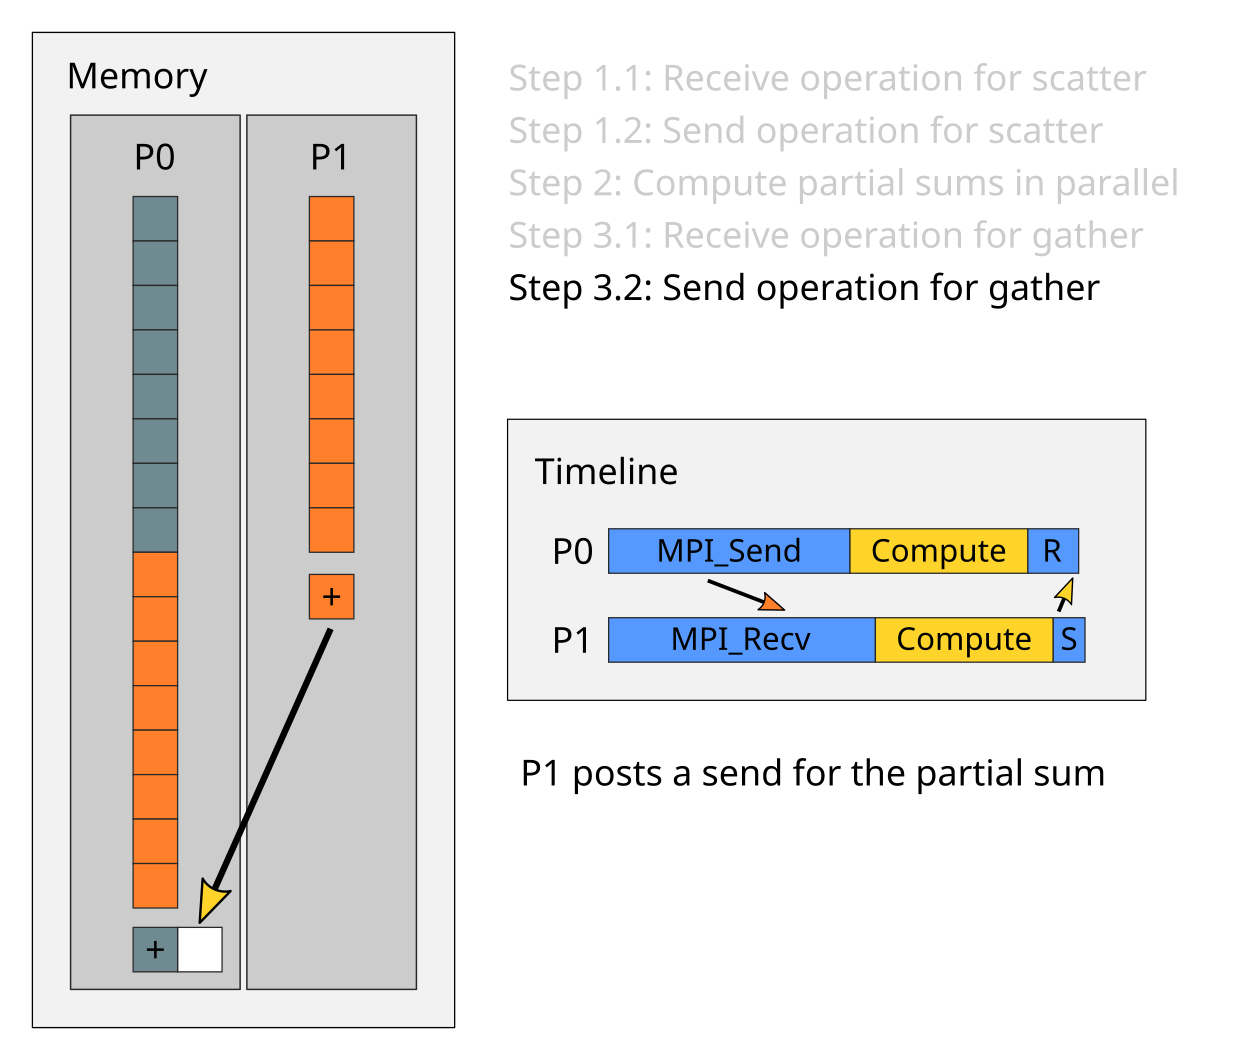 Memory
P0
P1
+
+
Step 1.1: Receive operation for scatter
Step 1.2: Send operation for scatter
Step 2: Compute partial sums in parallel
Step 3.1: Receive operation for gather
Step 3.2: Send operation for gather
Timeline
P0 MPI_Send Compute R
P1 MPI_Recv Compute S
P1 posts a send for the partial sum